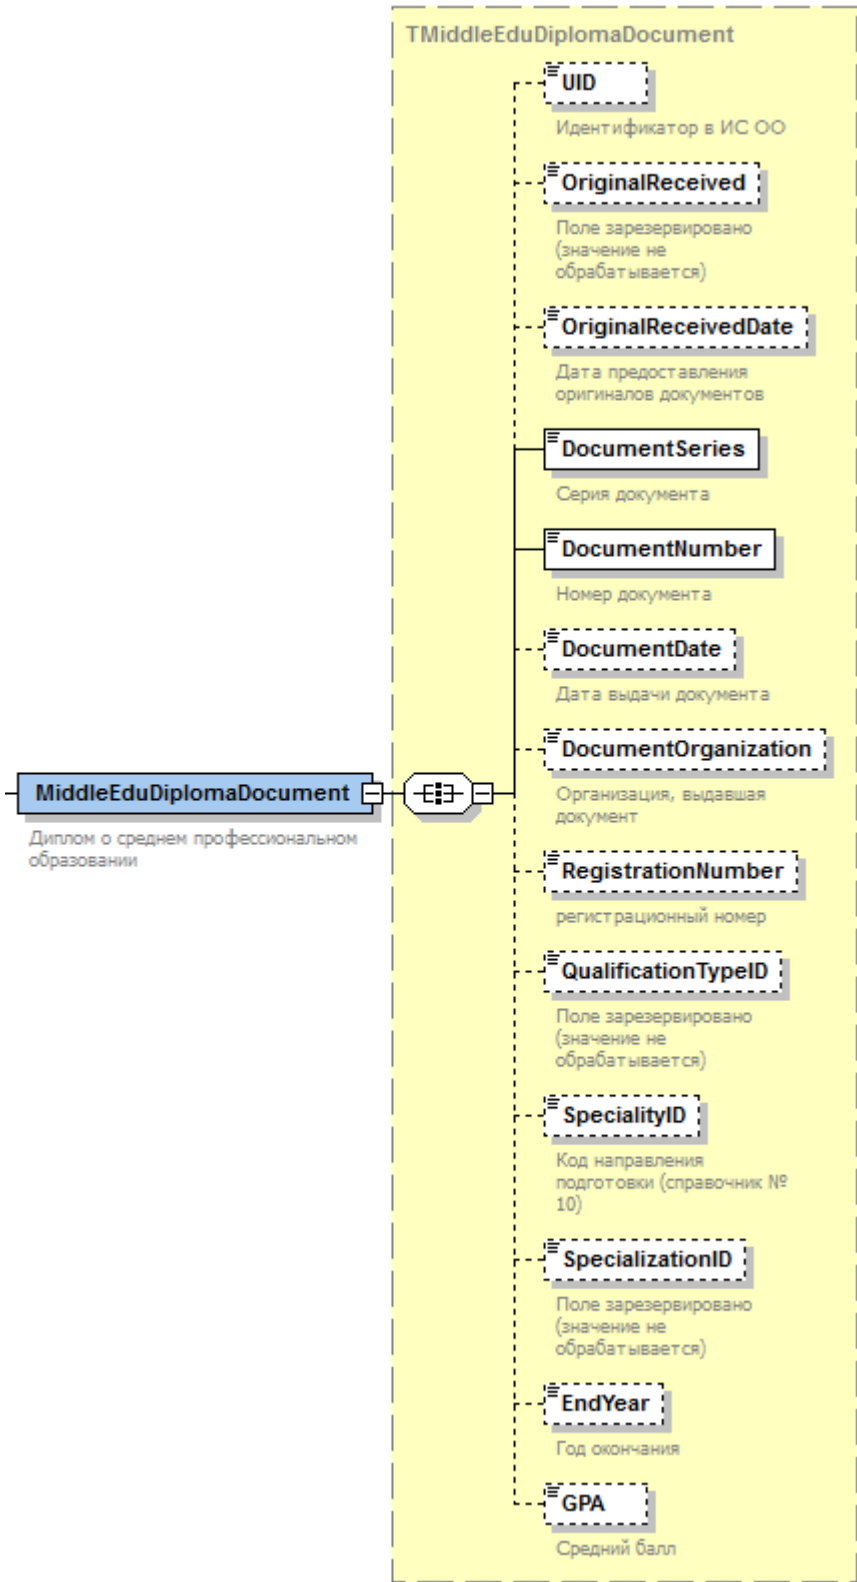 TMiddleEduDiplomaDocument
UID
Идентификатор в ИС ОО
OriginalReceived
Поле зарезервировано
(значение не
обрабатывается)
OriginalReceivedDate
Дата предоставления
оригиналов документов
DocumentSeries
Серия документа
DocumentNumber
Номер документа
DocumentDate
Дата выдачи документа
DocumentOrganization
Организация, выдавшая
документ
MiddleEduDiplomaDocument
Диплом о среднем профессиональном
образовании
RegistrationNumber
регистрационный номер
QualificationTypeID
Поле зарезервировано
(значение не
обрабатывается)
SpecialityID
Код направления
подготовки (справочник №
10)
SpecializationID
Поле зарезервировано
(значение не
обрабатывается)
EndYear
Год окончания
GPA
Средний балл